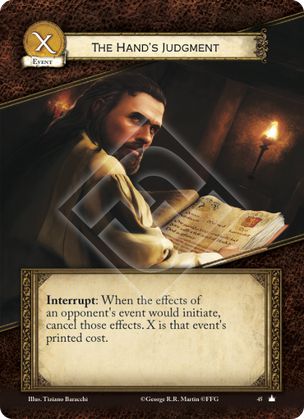 X
EVENT
THE HAND'S JUDGMENT
Interrupt: When the effects of
an opponent's event would initiate,
cancel those effects. X is that event's
printed cost.
Illus. Tiziano Baracchi ©George R.R. Martin ©FFG 45